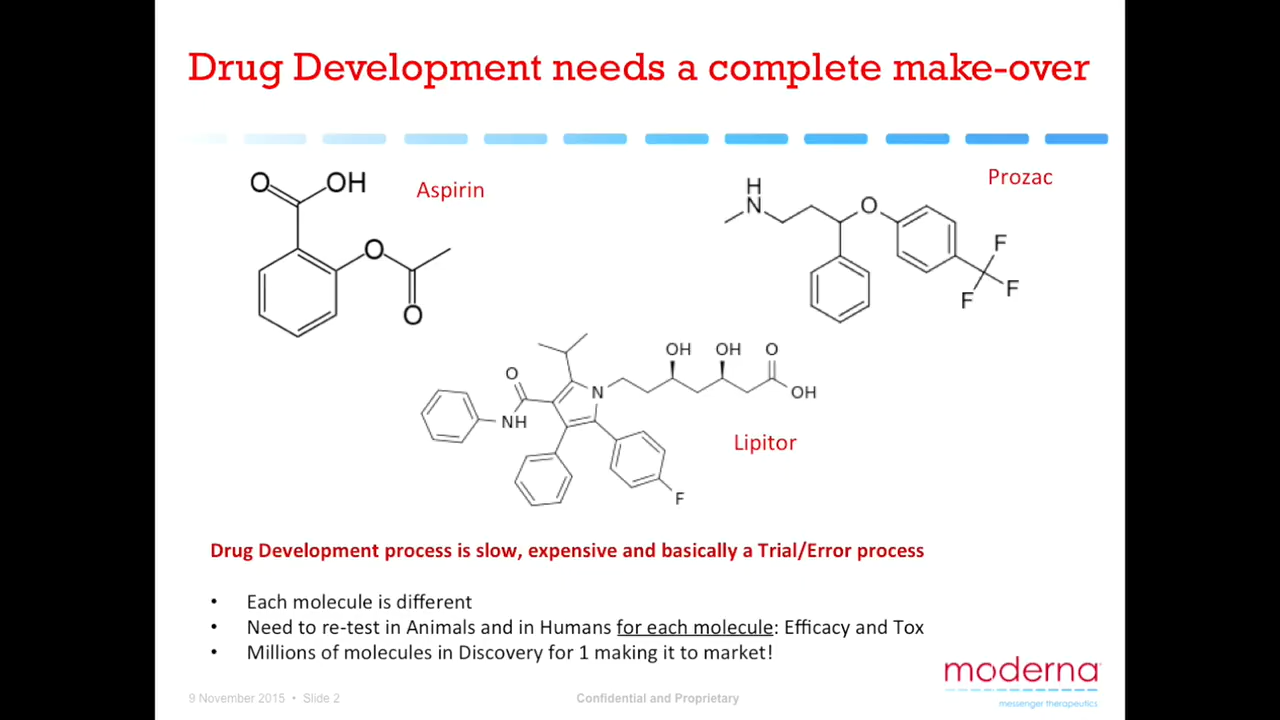 Drug Development needs a complete make-over
O
OH
Aspirin
O
O
H
N
O
Prozac
F
F
F
O
NH
N
OH
OH
O
OH
F
Lipitor
Drug Development process is slow, expensive and basically a Trial/Error process
• Each molecule is different
• Need to re-test in Animals and in Humans for each molecule: Efficacy and Tox
• Millions of molecules in Discovery for 1 making it to market!
moderna
messenger therapeutics
9 November 2015 • Slide 2
Confidential and Proprietary